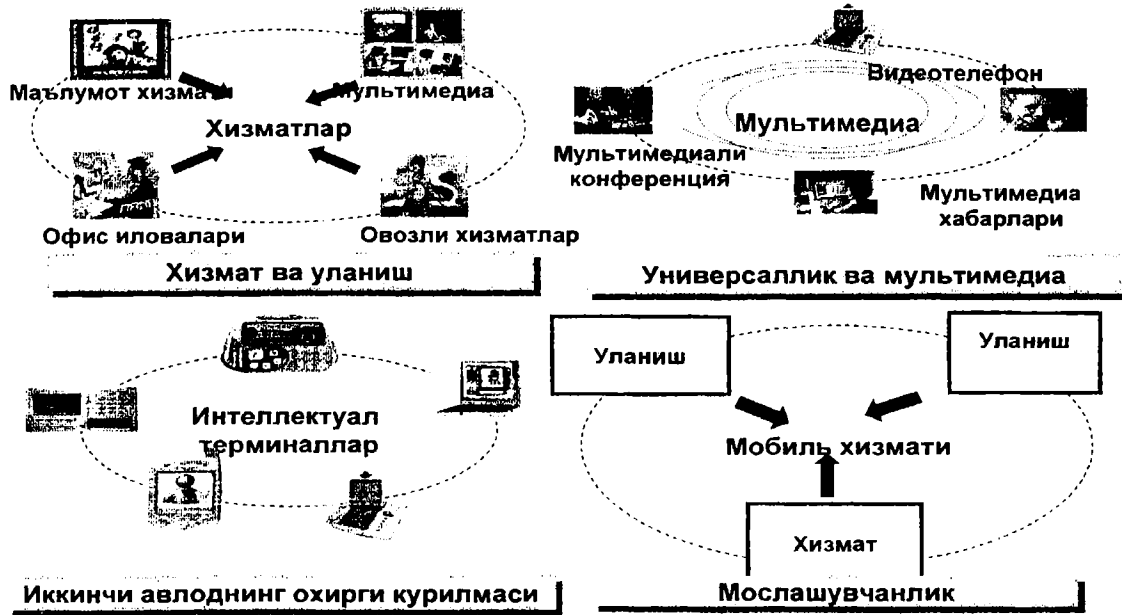 Маълумот хизмати
Мультимедиа
Хизматлар
Офис иловалари
Овозли хизматлар
Хизмат ва уланиш
Видеотелефон
Мультимедиа
Мультимедиали
конференция
Мультимедиа
хабарлари
Универсаллик ва мультимедиа
Интеллектуал
терминаллар
Иккинчи авлоднинг охирги курилмаси
Уланиш
Уланиш
Мобиль хизмати
Хизмат
Мослашувчанлик